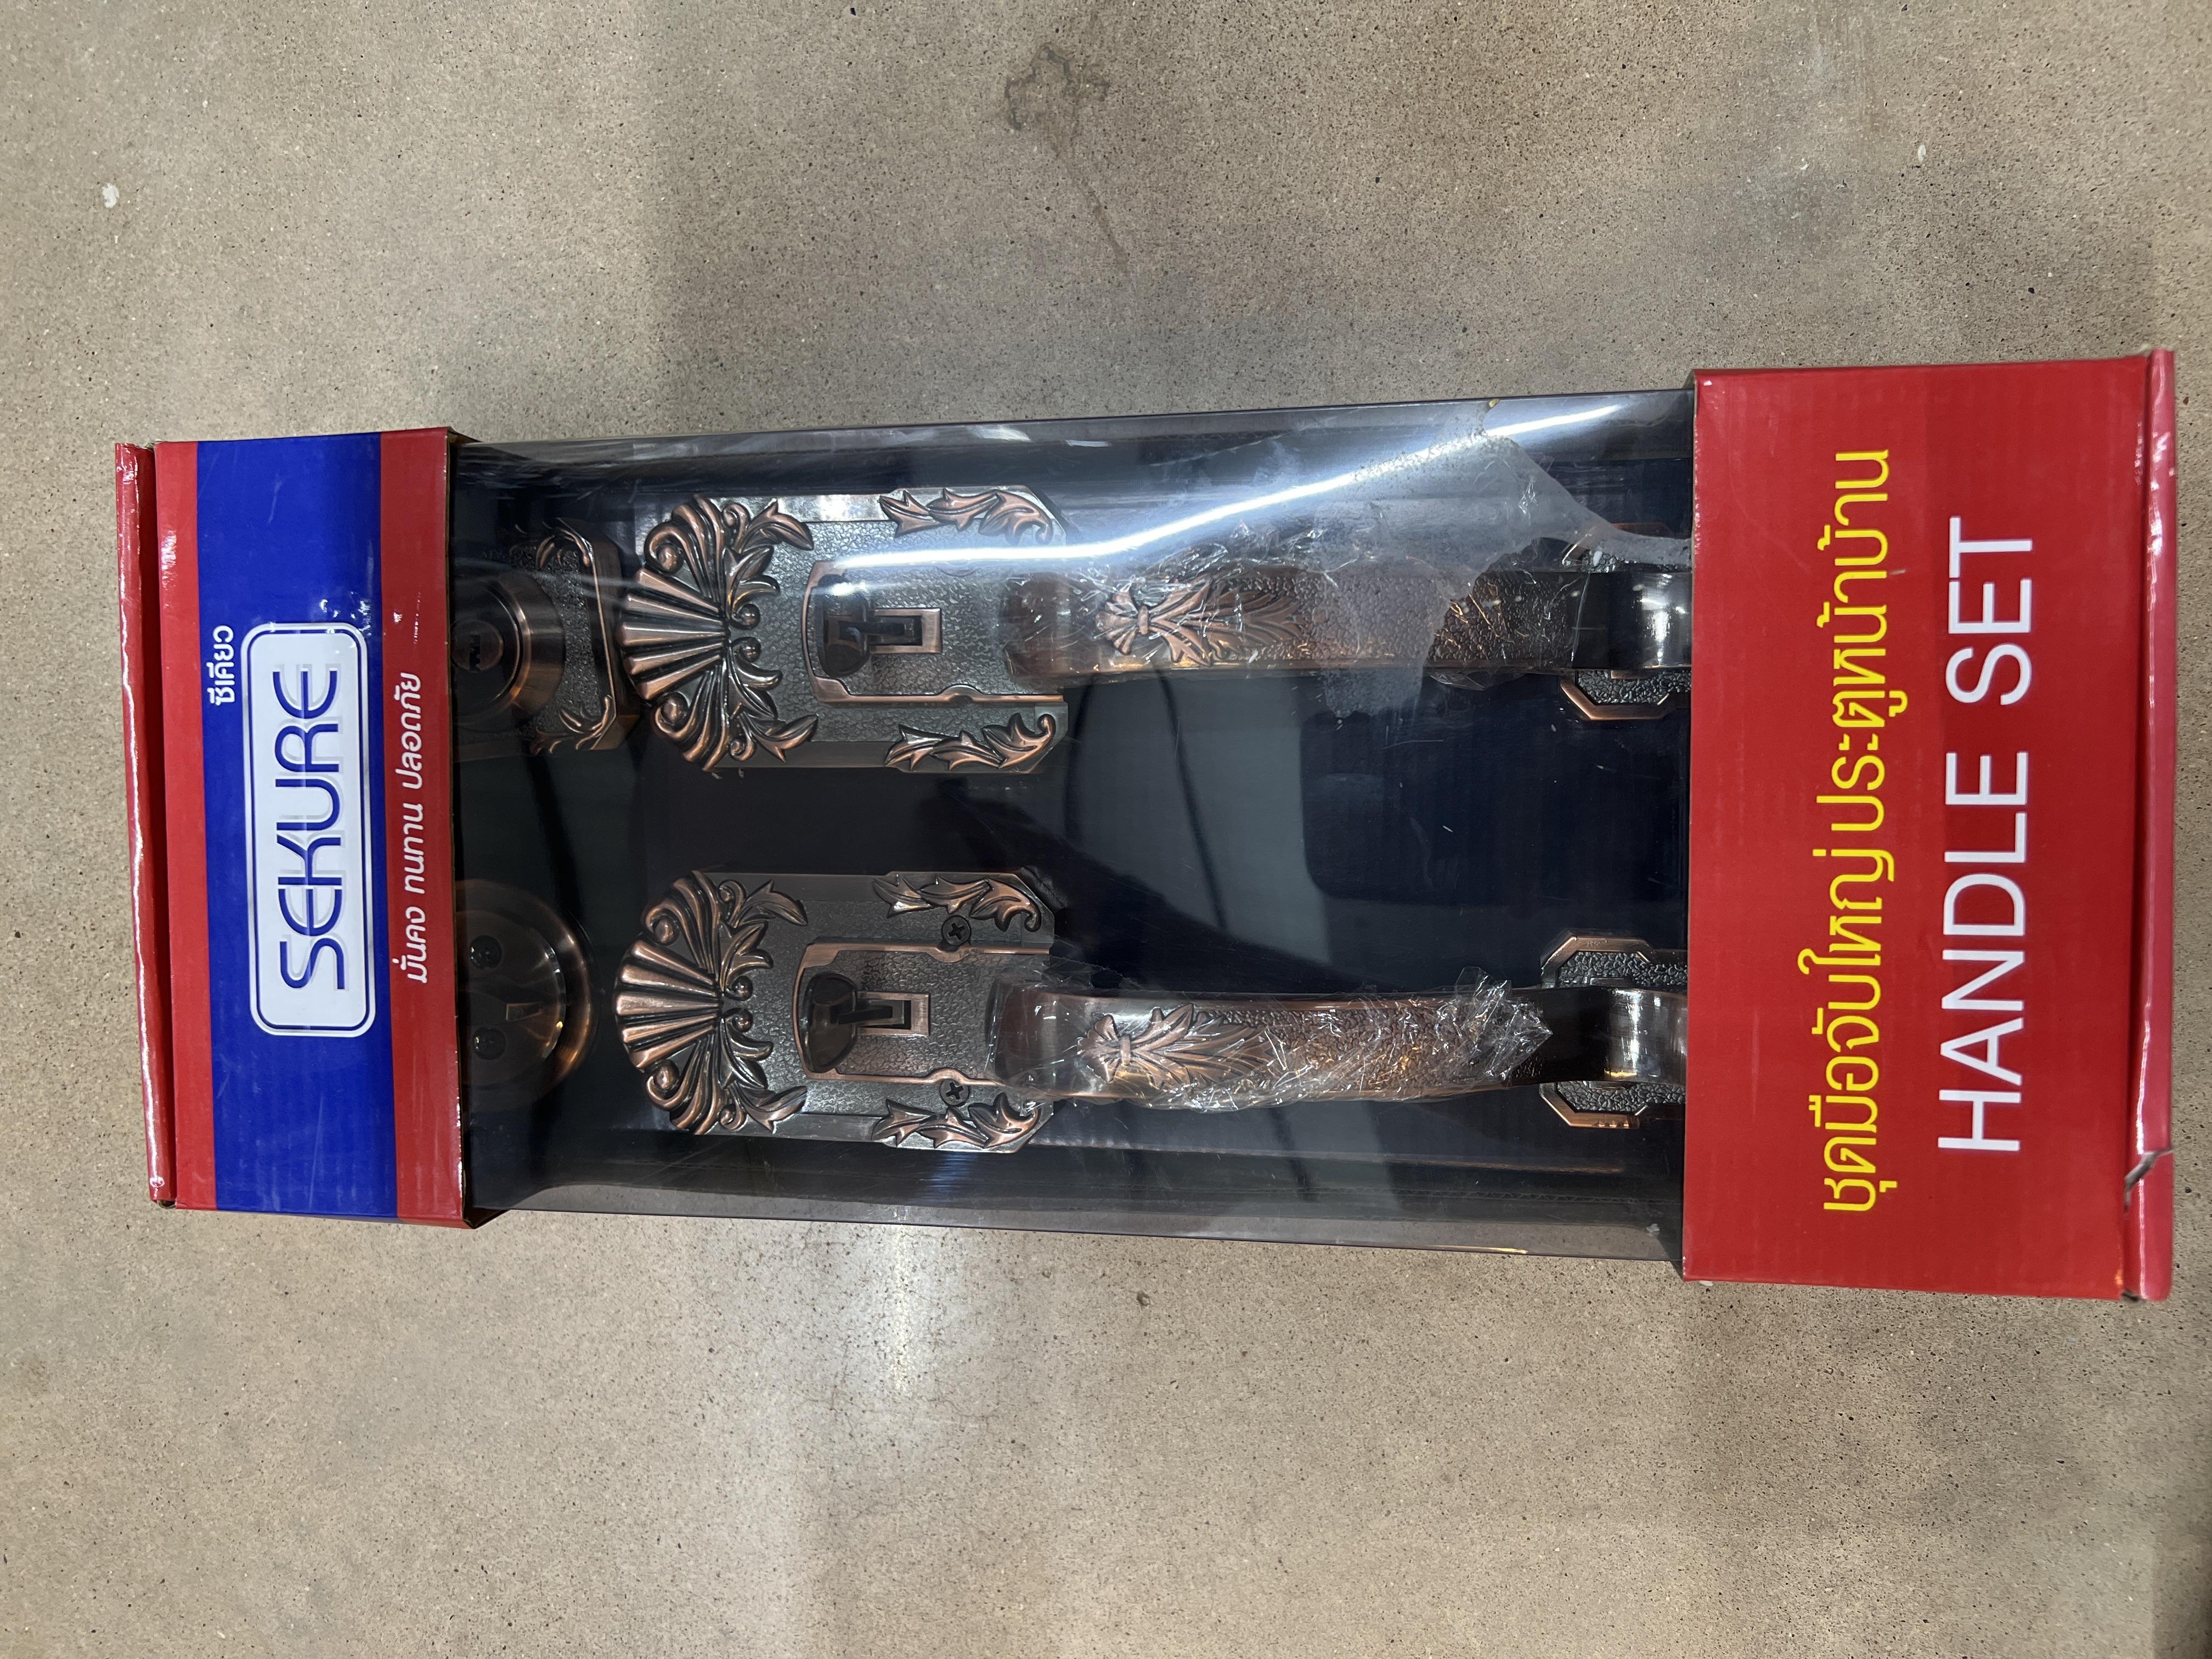 ซีเคียว
SEKURE
มั่นคง ทนทาน ปลอดภัย
ชุดมือจับใหญ่ ประตูหน้าบ้าน
HANDLE SET